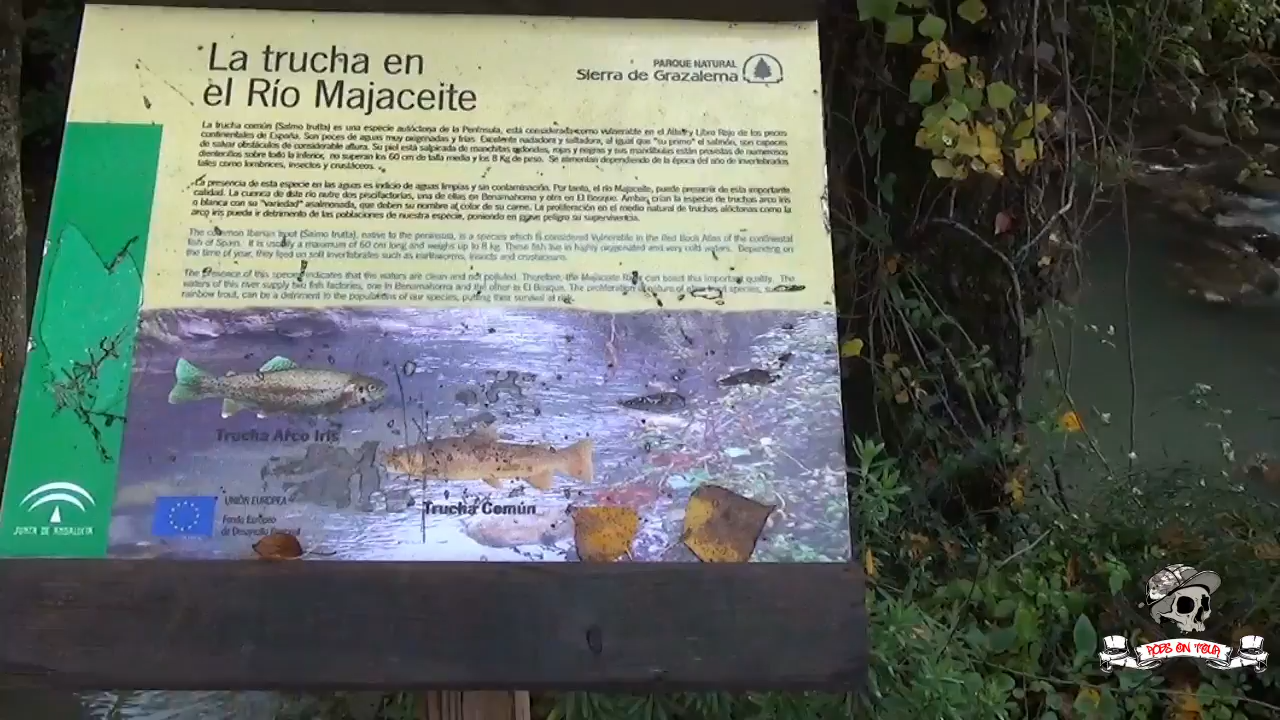 La trucha en
el Río Majaceite
PARQUE NATURAL
Sierra de Grazalema
La trucha común (Salmo trutta) es una especie autóctona de la Península, está considerada como vulnerable en el Atlas y Libro Rojo de los peces
continentales de España. Son peces de aguas muy oxigenadas y frías. Excelente nadadora y saltadora, al igual que "su primo" el salmón, son capaces
de salvar obstáculos de considerable altura. Su piel está salpicada de manchas redondas, rojas y negras y sus mandíbulas están provistas de numerosos
dientecillos sobre todo la inferior, no superan los 60 cm de talla media y los 8 Kg de peso. Se alimentan dependiendo de la época del año de invertebrados
tales como lombrices, insectos y crustáceos.
La presencia de esta especie en las aguas es indicio de aguas limpias y sin contaminación. Por tanto, el río Majaceite, puede presumir de esta importante
calidad. La cuenca de este río nutre dos piscifactorías, una de ellas en Benamahoma y otra en El Bosque. Ambas crían la especie de truchas arco iris
o blanca con su "variedad" asalmonada, que deben su nombre al color de su carne. La proliferación en el medio natural de truchas alóctonas como la
arco iris puede ir detrimento de las poblaciones de nuestra especie, poniendo en grave peligro su supervivencia.
The common Iberian trout (Salmo trutta), native to the peninsula, is a species which is considered Vulnerable in the Red Book Atlas of the continental
fish of Spain. It is usually a maximum of 60 cm long and weighs up to 8 kg. These fish live in highly oxygenated and very cold waters. Depending on
the time of year, they feed on soft invertebrates such as earthworms, insects and crustaceans.
The presence of this species indicates that the waters are clean and not polluted. Therefore, the Majaceite River can boast this important quality. The
waters of this river supply two fish factories, one in Benamahoma and the other to El Bosque. The proliferation in nature of trout species, such
rainbow trout, can be a detriment to the populations of our species, putting their survival at risk.
Trucha Arco Iris
Trucha Común
UNIÓN EUROPEA
Fondo Europeo
de Desarrollo Regional
JUNTA DE ANDALUCIA
RODS ON TOUR